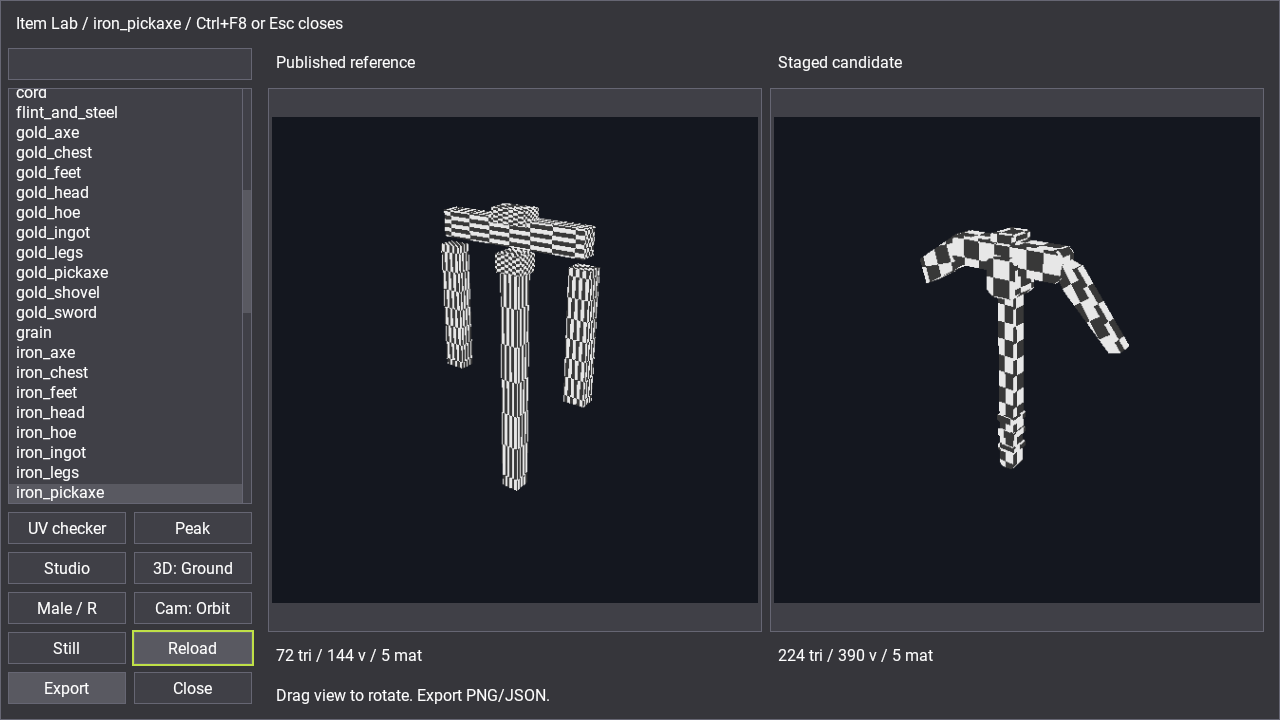 Item Lab / iron_pickaxe / Ctrl+F8 or Esc closes
Published reference
Staged candidate
cord
flint_and_steel
gold_axe
gold_chest
gold_feet
gold_head
gold_hoe
gold_ingot
gold_legs
gold_pickaxe
gold_shovel
gold_sword
grain
iron_axe
iron_chest
iron_feet
iron_head
iron_hoe
iron_ingot
iron_legs
iron_pickaxe
UV checker
Peak
Studio
3D: Ground
Male / R
Cam: Orbit
Still
Reload
Export
Close
72 tri / 144 v / 5 mat
224 tri / 390 v / 5 mat
Drag view to rotate. Export PNG/JSON.